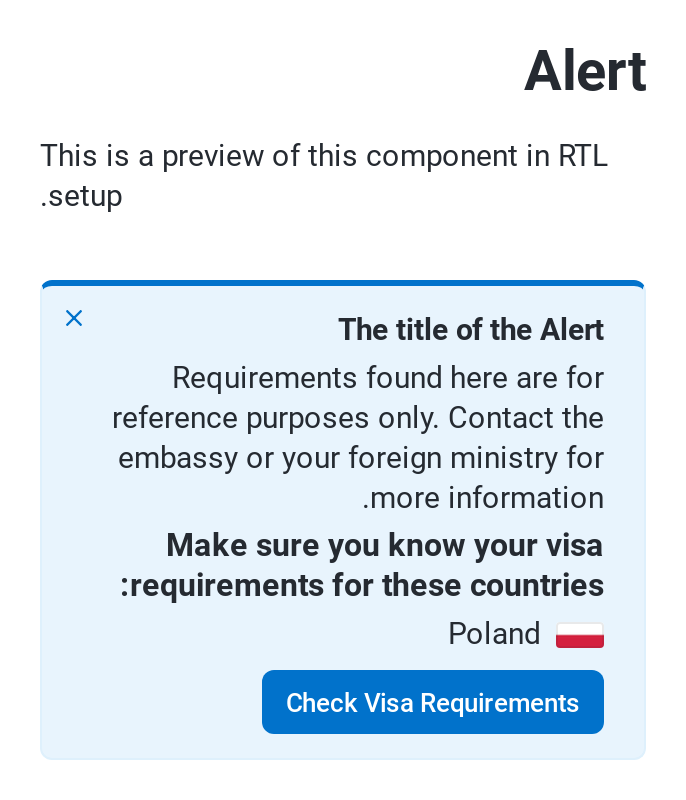 Alert
This is a preview of this component in RTL
.setup
The title of the Alert
Requirements found here are for
reference purposes only. Contact the
embassy or your foreign ministry for
.more information
Make sure you know your visa
:requirements for these countries
Poland
Check Visa Requirements